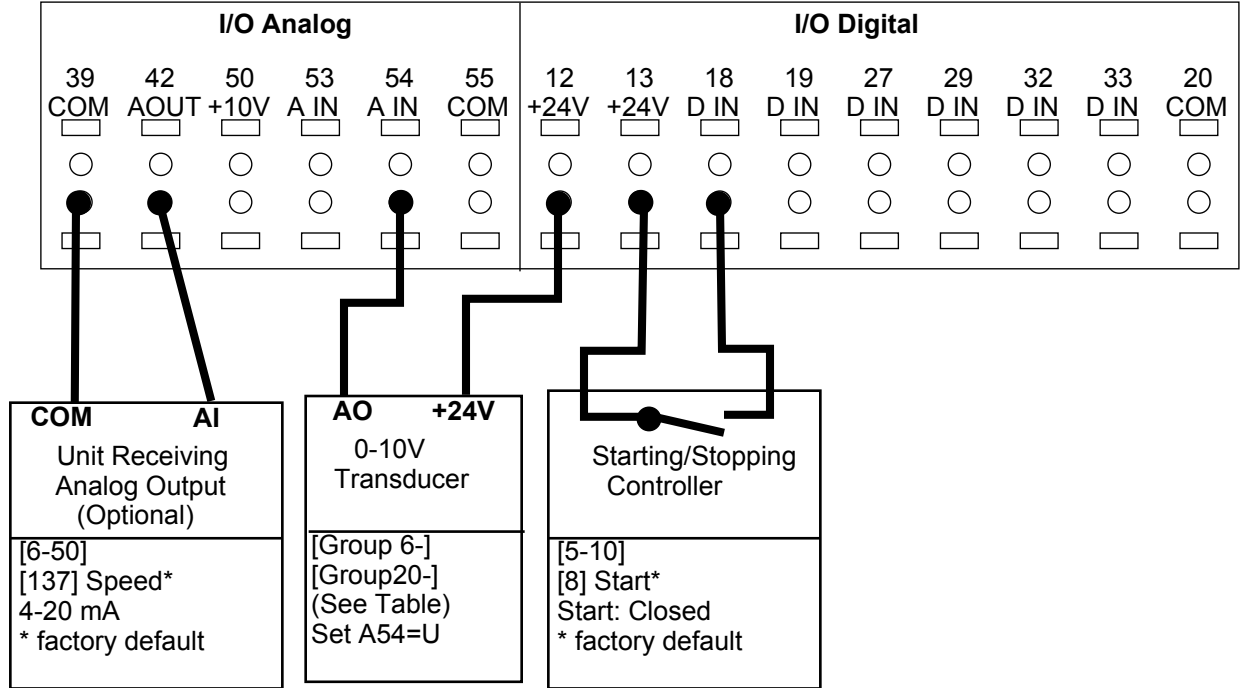 I/O Analog
I/O Digital
39 42 50 53 54 55 12 13 18 19 27 29 32 33 20
COM AOUT +10V A IN A IN COM +24V +24V D IN D IN D IN D IN D IN D IN COM
COM AI
Unit Receiving
Analog Output
(Optional)
[6-50]
[137] Speed*
4-20 mA
* factory default
AO +24V
0-10V
Transducer
[Group 6-]
[Group20-]
(See Table)
Set A54=U
Starting/Stopping
Controller
[5-10]
[8] Start*
Start: Closed
* factory default